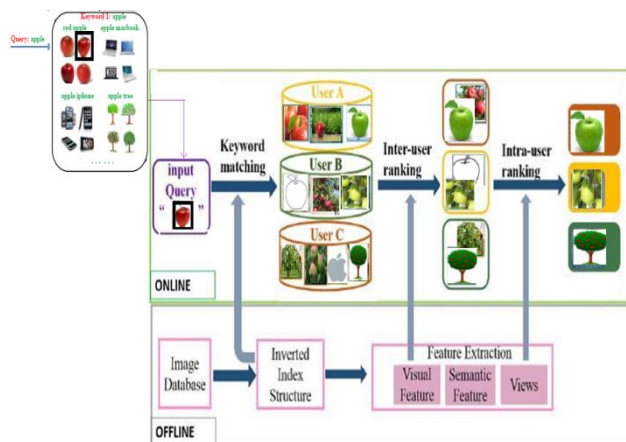 Query: apple
Keyword 1: apple
red apple
apple macbook
apple iphone
apple tree
... ...
input
Query
“ ”
Keyword
matching
User A
User B
User C
Inter-user
ranking
Intra-user
ranking
ONLINE
Image
Database
Inverted
Index
Structure
Feature Extraction
Visual
Feature
Semantic
Feature
Views
OFFLINE